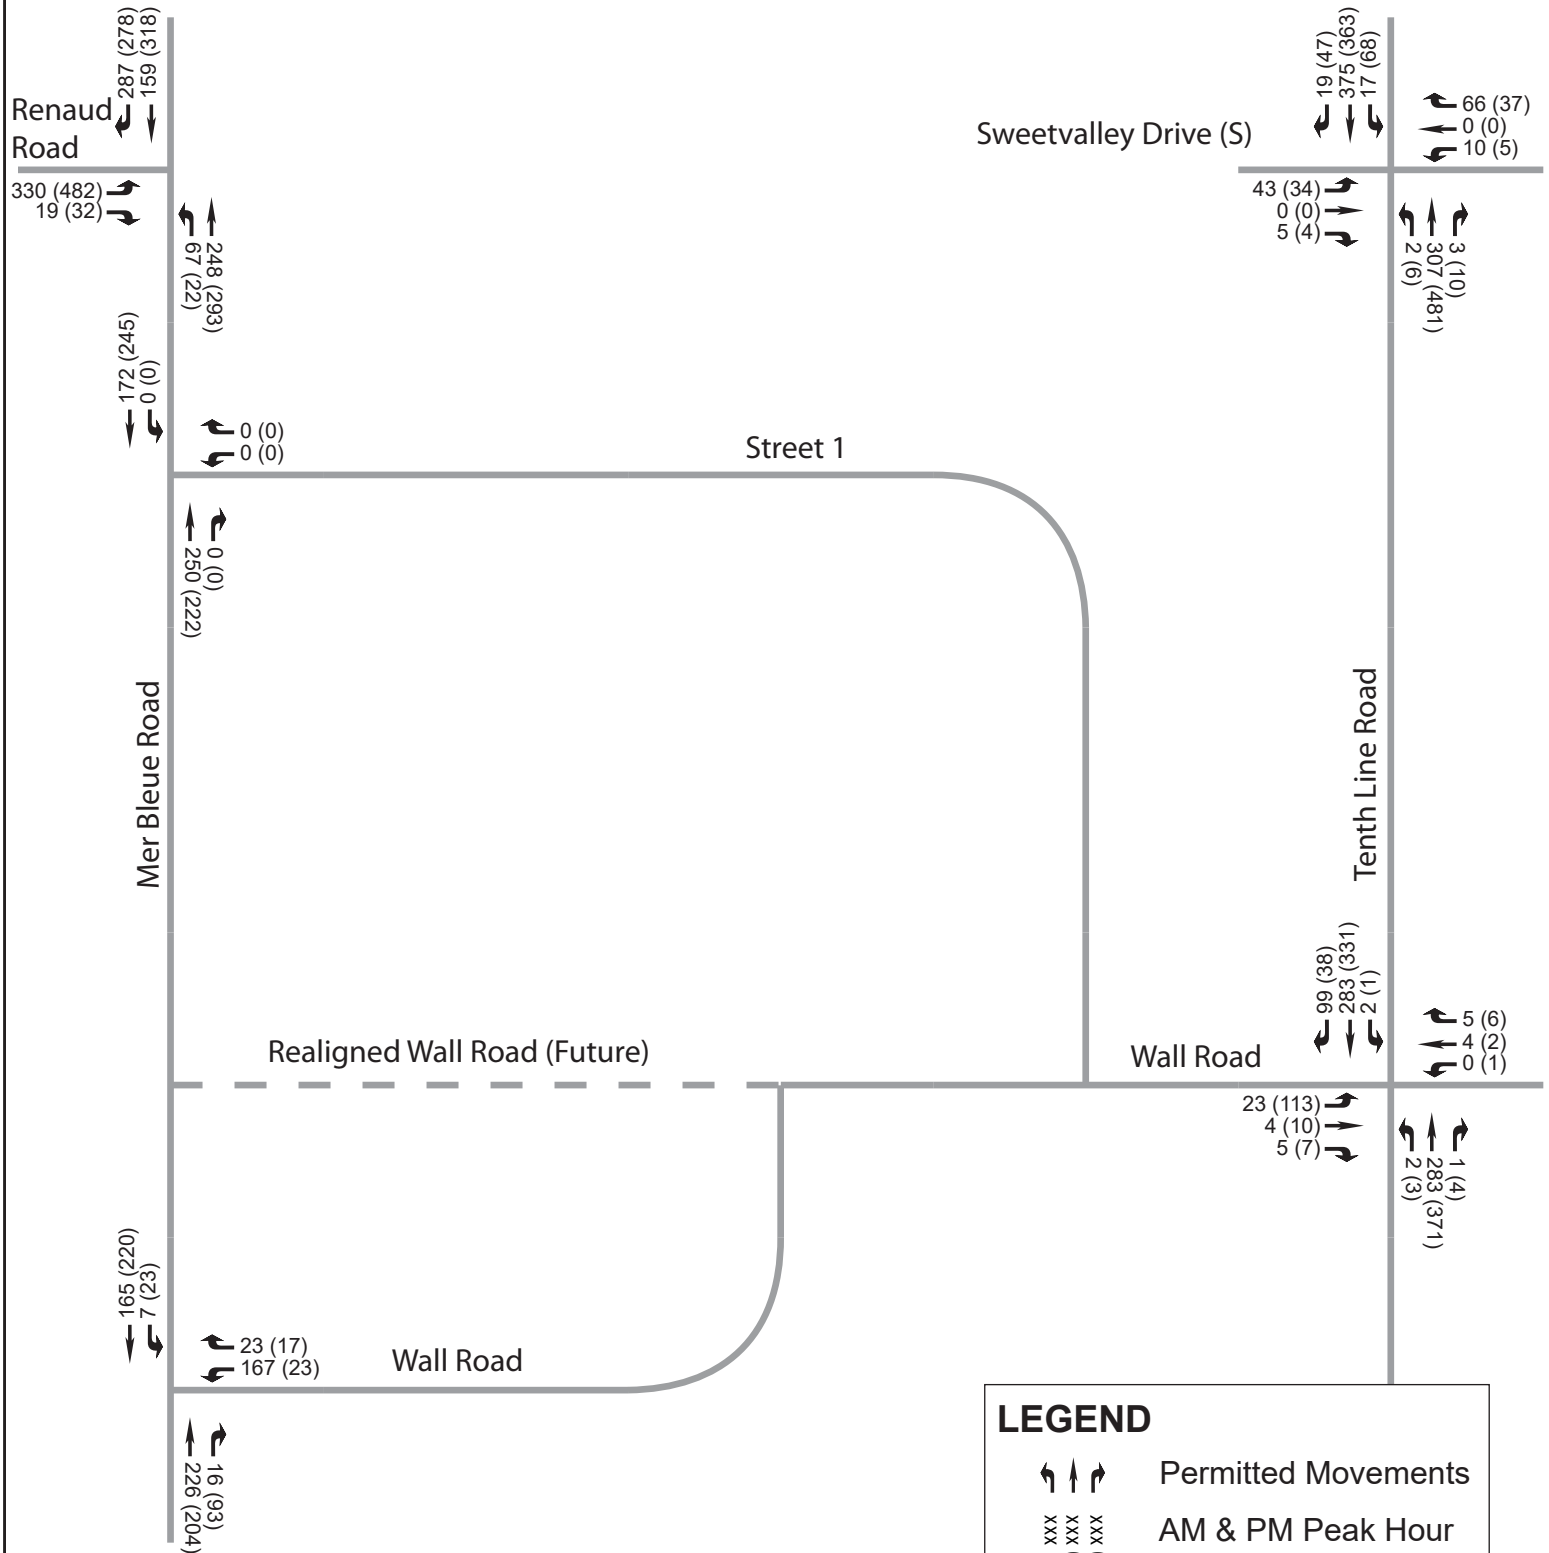 287 (278)
159 (318)
Renaud
Road
330 (482)
19 (32)
67 (22)
248 (293)
Sweetvalley Drive (S)
19 (47)
375 (363)
17 (68)
66 (37)
0 (0)
10 (5)
43 (34)
0 (0)
5 (4)
2 (6)
307 (481)
3 (10)
172 (245)
0 (0)
0 (0)
0 (0)
Street 1
250 (222)
0 (0)
Mer Bleue Road
Tenth Line Road
Realigned Wall Road (Future)
Wall Road
99 (38)
283 (331)
2 (1)
5 (6)
4 (2)
0 (1)
23 (113)
4 (10)
5 (7)
2 (3)
283 (371)
1 (4)
165 (220)
7 (23)
23 (17)
167 (23)
Wall Road
226 (204)
16 (93)
LEGEND
Permitted Movements
xxx
xxx
xxx
AM & PM Peak Hour